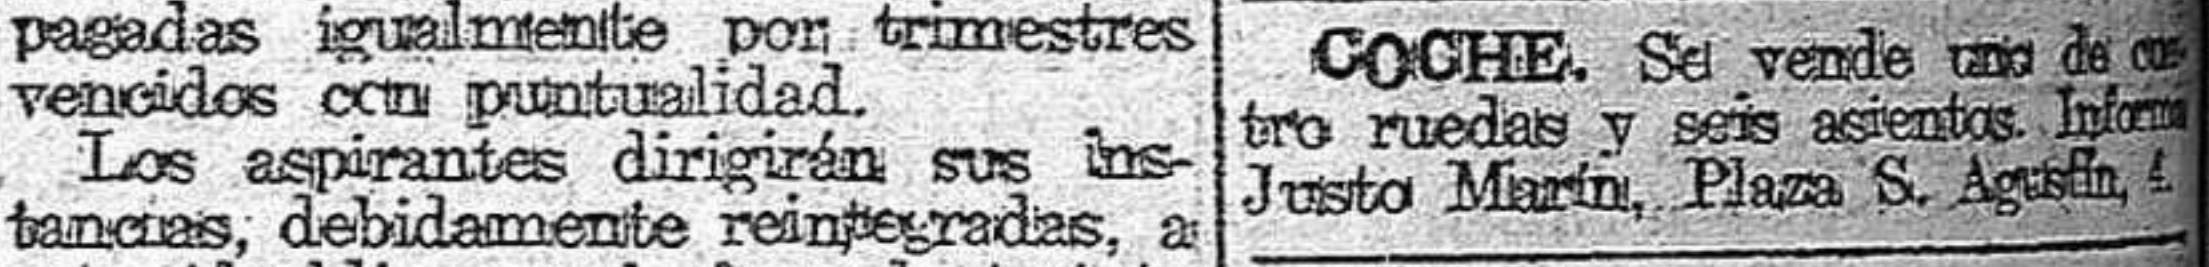 pagadas igualmente por trimestres
vencidos con puntualidad.
Los aspirantes dirigirán sus ins-
tancias, debidamente reintegradas, a
COCHE. Se vende uno de cua-
tro ruedas y seis asientos. Informa
Justo Marín, Plaza S. Agustín, 4.